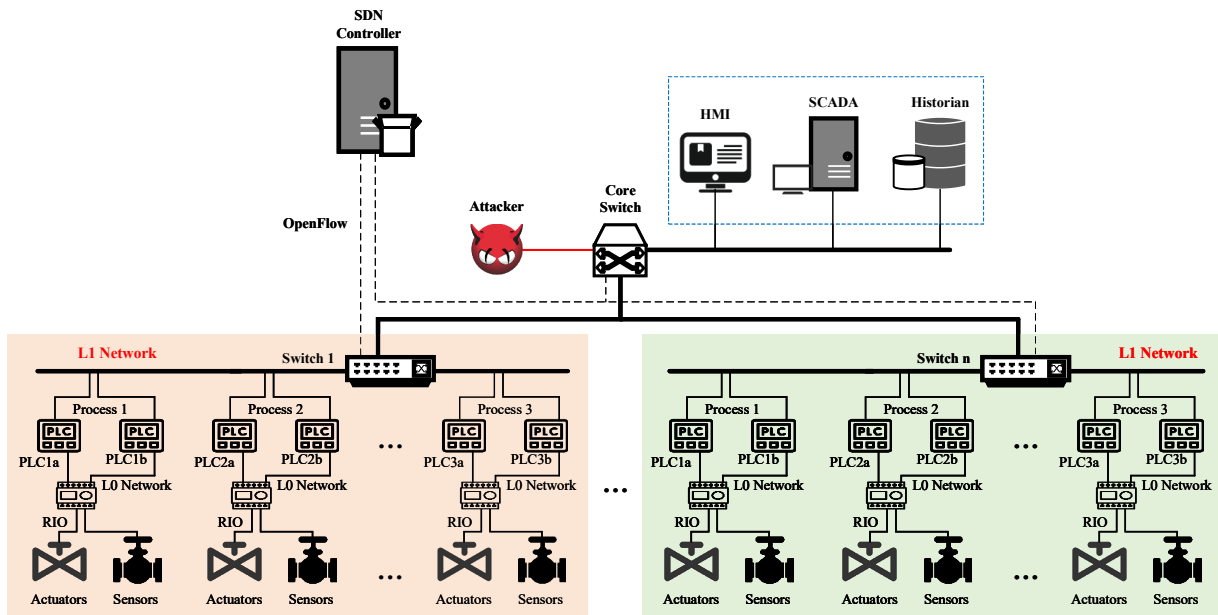 SDN
Controller
HMI
SCADA
Historian
Core
Switch
Attacker
OpenFlow
L1 Network
Switch 1
Switch n
L1 Network
Process 1
Process 2
Process 3
Process 1
Process 2
Process 3
PLC
PLC
PLC
PLC
PLC
PLC
PLC
PLC
PLC
PLC
PLC
PLC
...
...
PLC1a
PLC1b
PLC2a
PLC2b
PLC3a
PLC3b
PLC1a
PLC1b
PLC2a
PLC2b
PLC3a
PLC3b
L0 Network
L0 Network
L0 Network
...
L0 Network
L0 Network
L0 Network
RIO
RIO
RIO
RIO
RIO
RIO
...
...
Actuators
Sensors
Actuators
Sensors
Actuators
Sensors
Actuators
Sensors
Actuators
Sensors
Actuators
Sensors